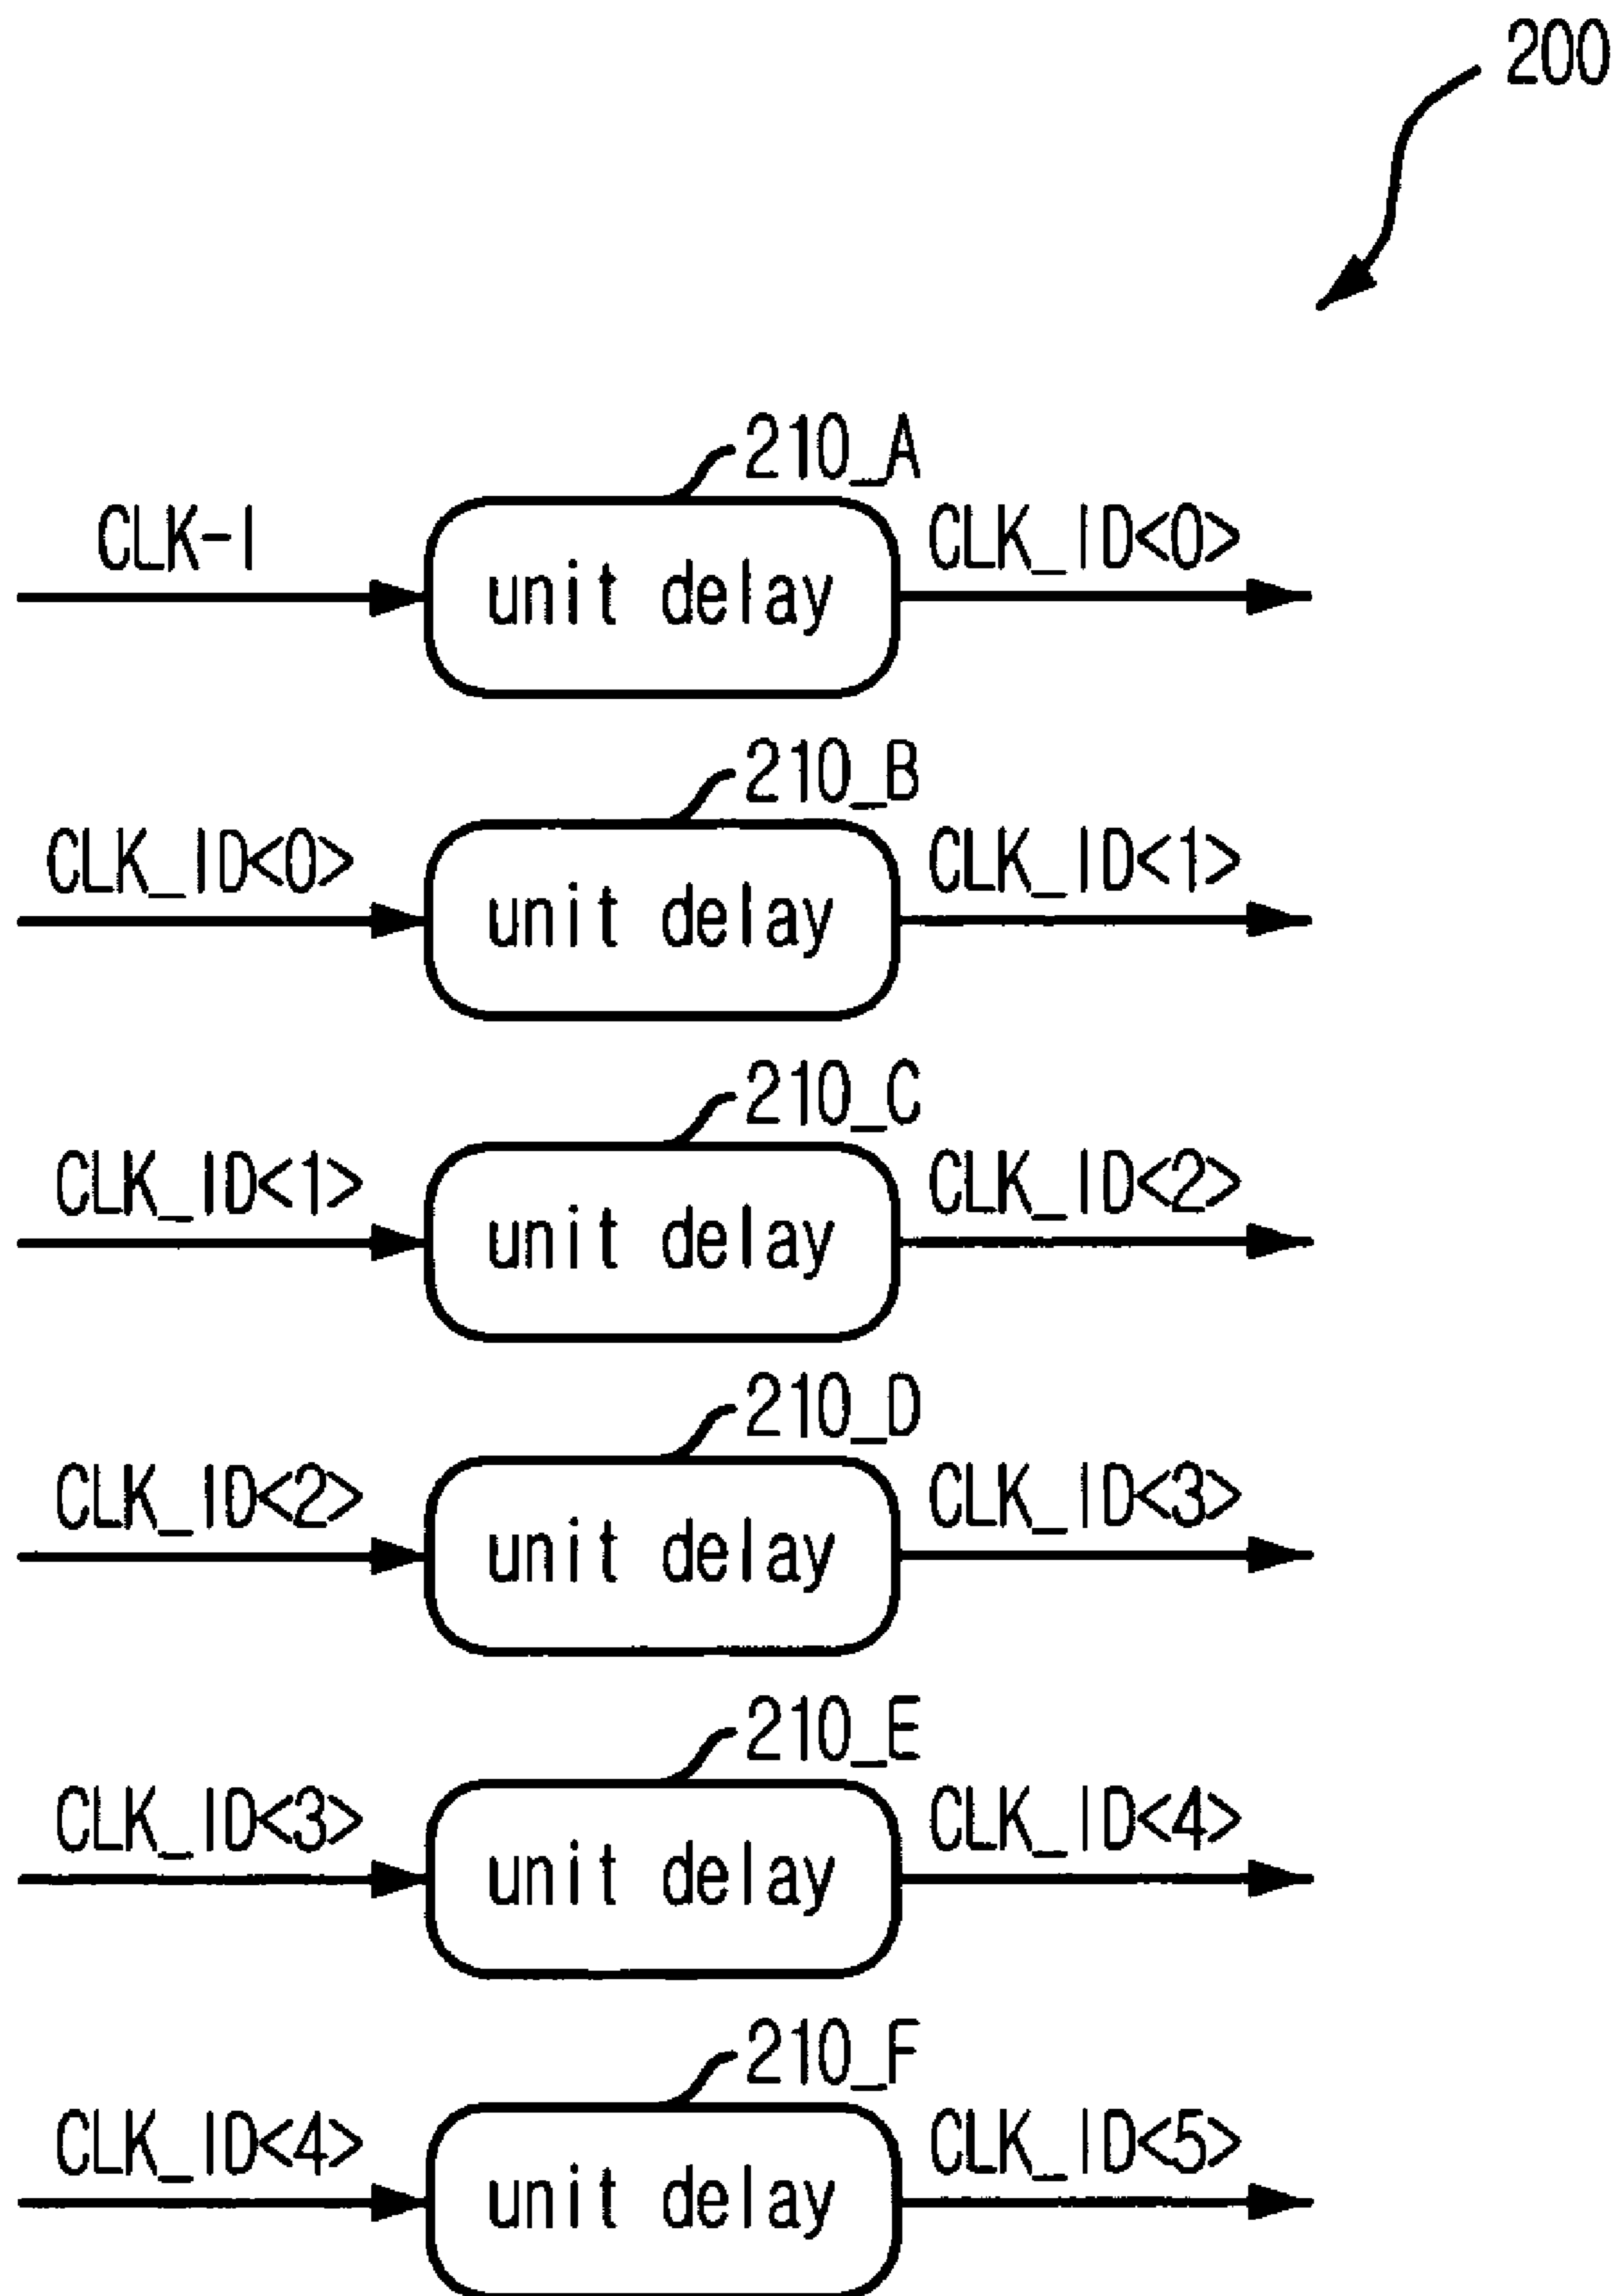 200
210_A
CLK-I
unit delay
CLK_ID<0>
210_B
CLK_ID<0>
unit delay
CLK_ID<1>
210_C
CLK_ID<1>
unit delay
CLK_ID<2>
210_D
CLK_ID<2>
unit delay
CLK_ID<3>
210_E
CLK_ID<3>
unit delay
CLK_ID<4>
210_F
CLK_ID<4>
unit delay
CLK_ID<5>